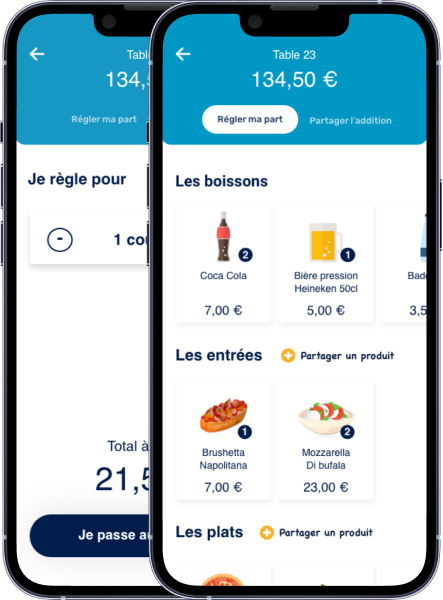 Table 23
134,50 €
Régler ma part
Partager l'addition
Les boissons
2
1
Coca Cola
Bière pression
Heineken 50cl
7,00 €
5,00 €
3,5
Les entrées
Partager un produit
1
2
Brushetta
Napolitana
Mozzarella
Di bufala
7,00 €
23,00 €
Les plats
Partager un produit
134,5
Régler ma part
Je règle pour
-
1 cou
Total à
21,5
Je passe au